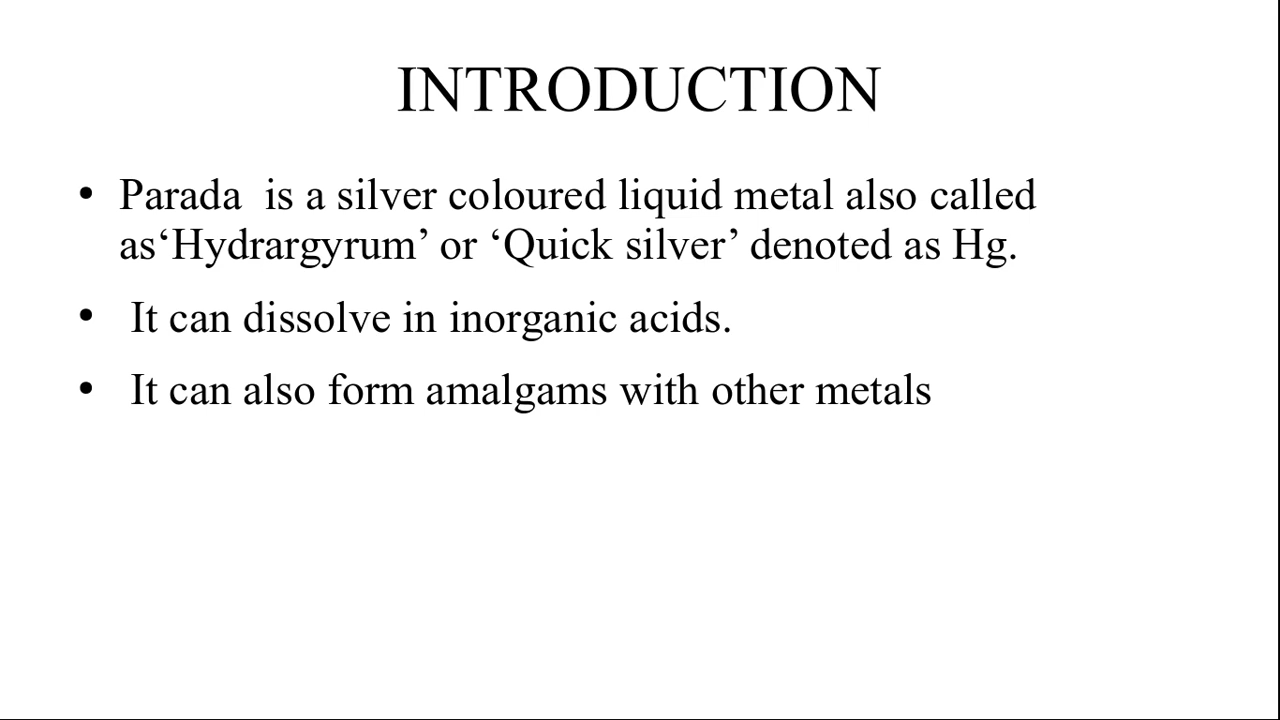 INTRODUCTION
• Parada  is a silver coloured liquid metal also called
as‘Hydrargyrum’ or ‘Quick silver’ denoted as Hg.
•  It can dissolve in inorganic acids.
•  It can also form amalgams with other metals